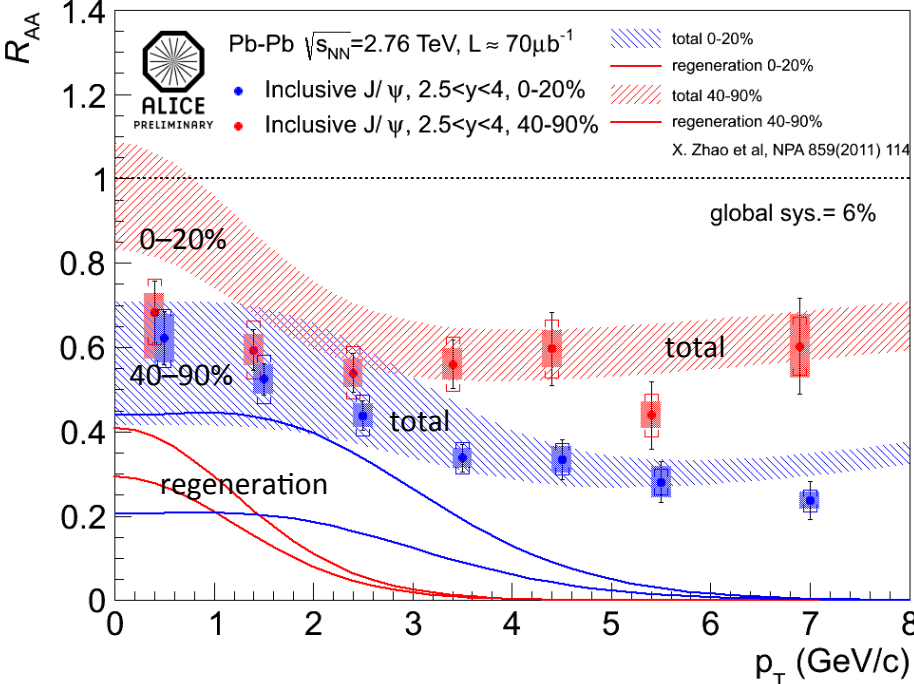 R_AA
1.4
1.2
1
0.8
0.6
0.4
0.2
0
ALICE
PRELIMINARY
Pb-Pb √s_NN=2.76 TeV, L ≈ 70μb⁻¹
Inclusive J/ ψ, 2.5<y<4, 0-20%
Inclusive J/ ψ, 2.5<y<4, 40-90%
total 0-20%
regeneration 0-20%
total 40-90%
regeneration 40-90%
X. Zhao et al, NPA 859(2011) 114
global sys.= 6%
0–20%
total
40–90%
total
regeneration
0 1 2 3 4 5 6 7 8
p_T (GeV/c)